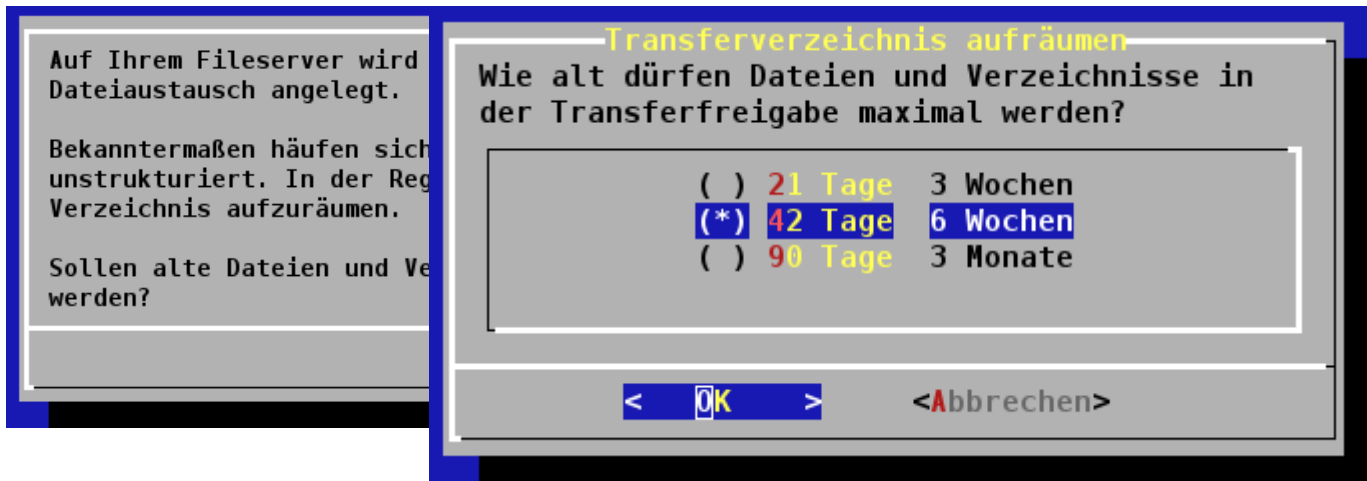 Auf Ihrem Fileserver wird
Dateiaustausch angelegt.
Bekanntermaßen häufen sich
unstrukturiert. In der Reg
Verzeichnis aufzuräumen.
Sollen alte Dateien und Ve
werden?
Transferverzeichnis aufräumen
Wie alt dürfen Dateien und Verzeichnisse in
der Transferfreigabe maximal werden?
( ) 21 Tage 3 Wochen
(*) 42 Tage 6 Wochen
( ) 90 Tage 3 Monate
< OK > <Abbrechen>